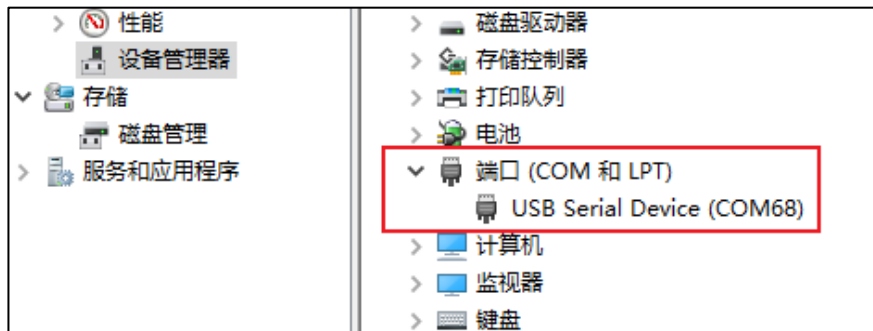 性能
设备管理器
存储
磁盘管理
服务和应用程序
磁盘驱动器
存储控制器
打印队列
电池
端口 (COM 和 LPT)
USB Serial Device (COM68)
计算机
监视器
键盘